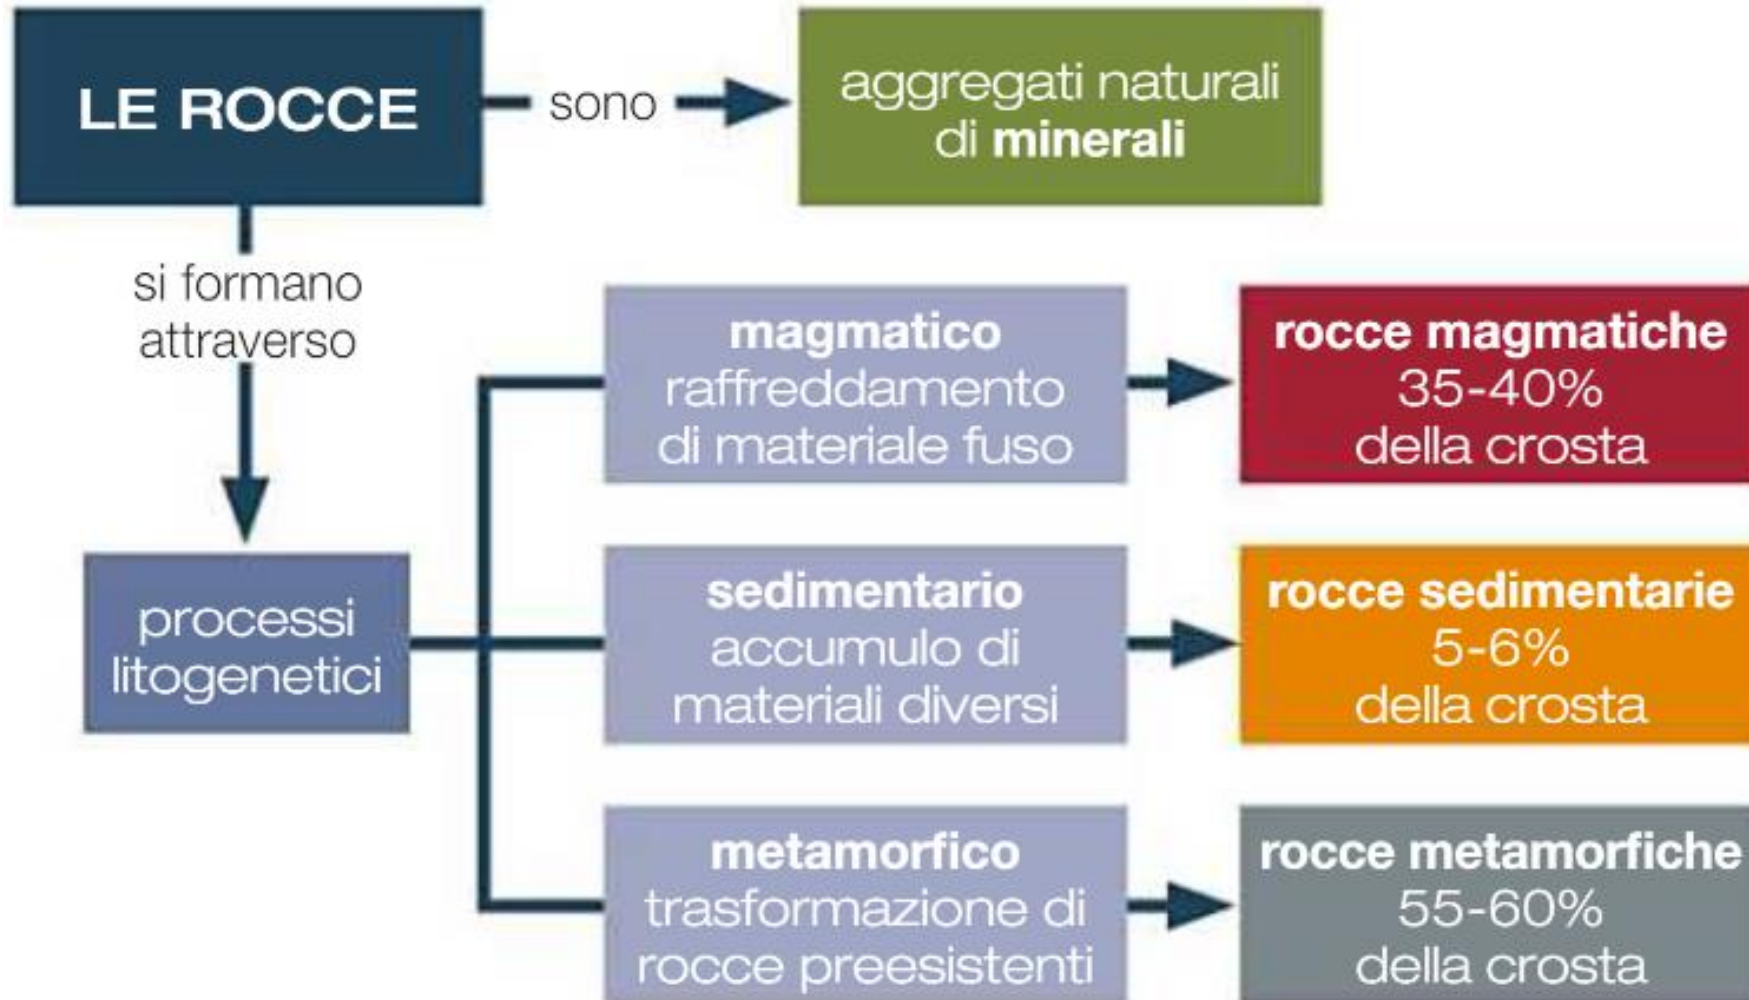 LE ROCCE
sono
aggregati naturali
di minerali
si formano
attraverso
processi
litogenetici
magmatico
raffreddamento
di materiale fuso
rocce magmatiche
35-40%
della crosta
sedimentario
accumulo di
materiali diversi
rocce sedimentarie
5-6%
della crosta
metamorfico
trasformazione di
rocce preesistenti
rocce metamorfiche
55-60%
della crosta